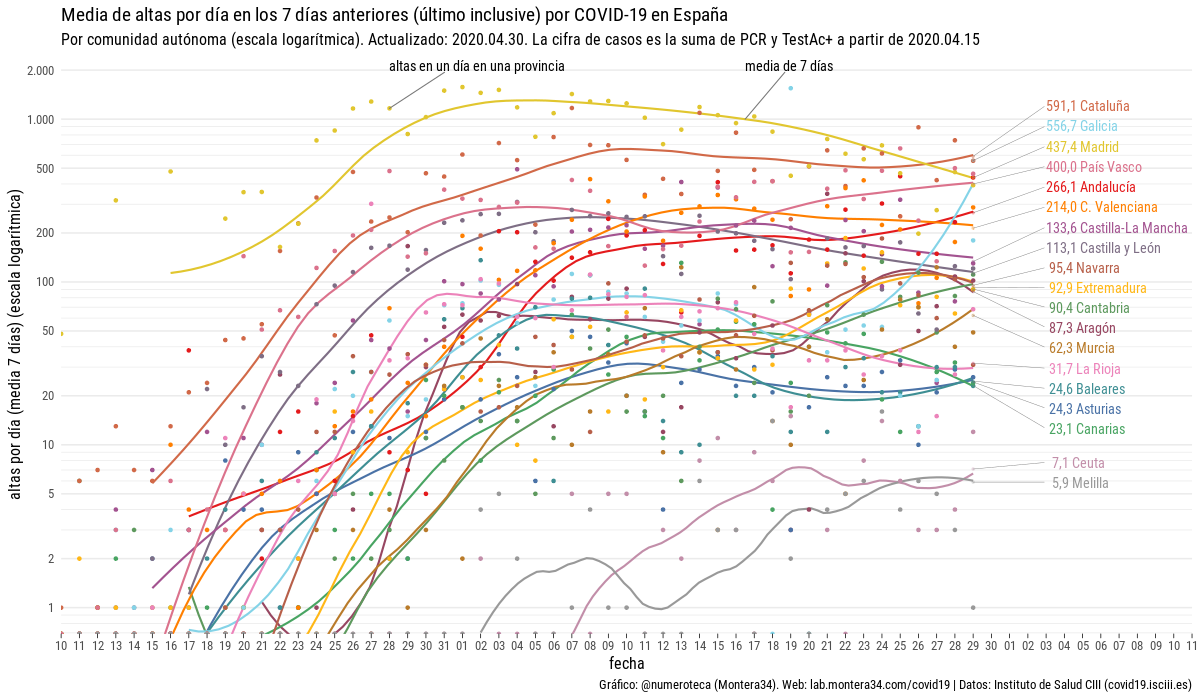 Media de altas por día en los 7 días anteriores (último inclusive) por COVID-19 en España
Por comunidad autónoma (escala logarítmica). Actualizado: 2020.04.30. La cifra de casos es la suma de PCR y TestAc+ a partir de 2020.04.15
altas en un día en una provincia
media de 7 días
altas por día (media 7 días) (escala logarítmica)
2.000
1.000
500
200
100
50
20
10
5
2
1
591,1 Cataluña
556,7 Galicia
437,4 Madrid
400,0 País Vasco
266,1 Andalucía
214,0 C. Valenciana
133,6 Castilla-La Mancha
113,1 Castilla y León
95,4 Navarra
92,9 Extremadura
90,4 Cantabria
87,3 Aragón
62,3 Murcia
31,7 La Rioja
24,6 Baleares
24,3 Asturias
23,1 Canarias
7,1 Ceuta
5,9 Melilla
10 11 12 13 14 15 16 17 18 19 20 21 22 23 24 25 26 27 28 29 30 31 01 02 03 04 05 06 07 08 09 10 11 12 13 14 15 16 17 18 19 20 21 22 23 24 25 26 27 28 29 30 01 02 03 04 05 06 07 08 09 10 11
fecha
Gráfico: @numeroteca (Montera34). Web: lab.montera34.com/covid19 | Datos: Instituto de Salud CIII (covid19.isciii.es)